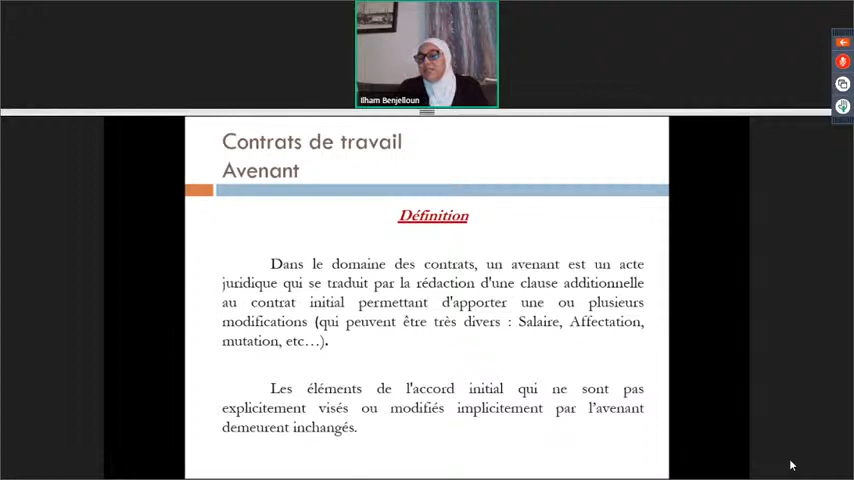 Ilham Benjelloun
Contrats de travail
Avenant
Définition
Dans le domaine des contrats, un avenant est un acte
juridique qui se traduit par la rédaction d'une clause additionnelle
au contrat initial permettant d'apporter une ou plusieurs
modifications (qui peuvent être très divers : Salaire, Affectation,
mutation, etc…).
Les éléments de l'accord initial qui ne sont pas
explicitement visés ou modifiés implicitement par l'avenant
demeurent inchangés.